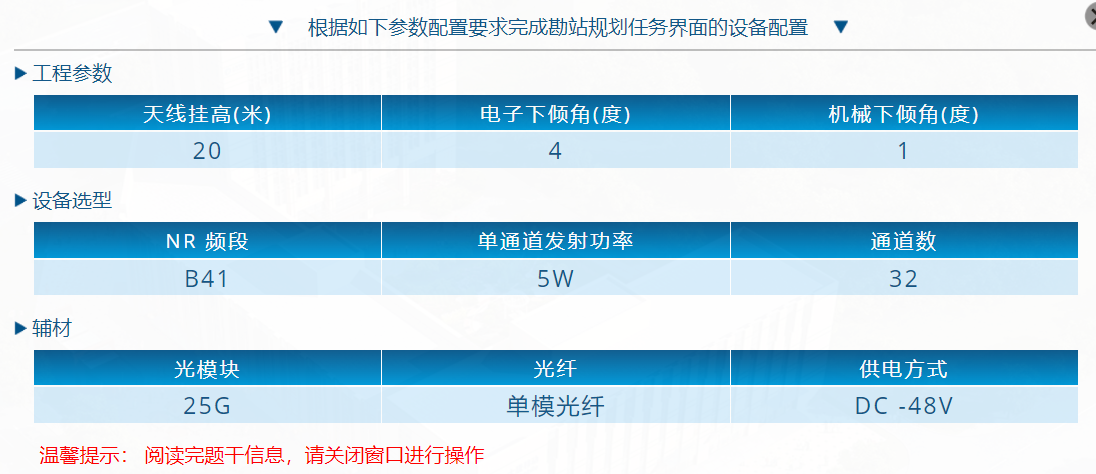 ▼ 根据如下参数配置要求完成勘站规划任务界面的设备配置 ▼
▶ 工程参数
天线挂高(米) 电子下倾角(度) 机械下倾角(度)
20 4 1
▶ 设备选型
NR 频段 单通道发射功率 通道数
B41 5W 32
▶ 辅材
光模块 光纤 供电方式
25G 单模光纤 DC -48V
温馨提示： 阅读完题干信息，请关闭窗口进行操作